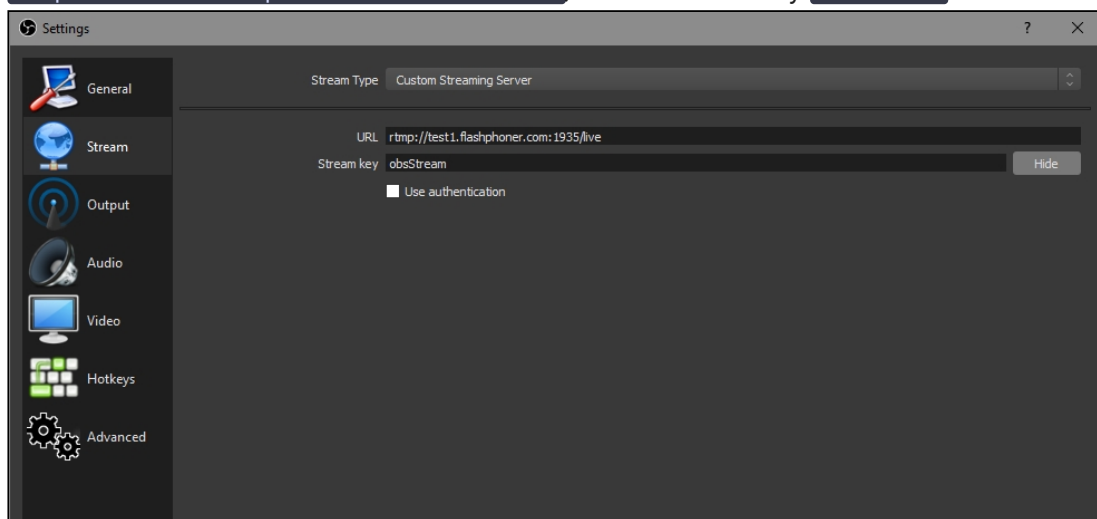 Settings
?
General
Stream Type Custom Streaming Server
Stream
URL rtmp://test1.flashphoner.com:1935/live
Stream key obsStream Hide
Use authentication
Output
Audio
Video
Hotkeys
Advanced